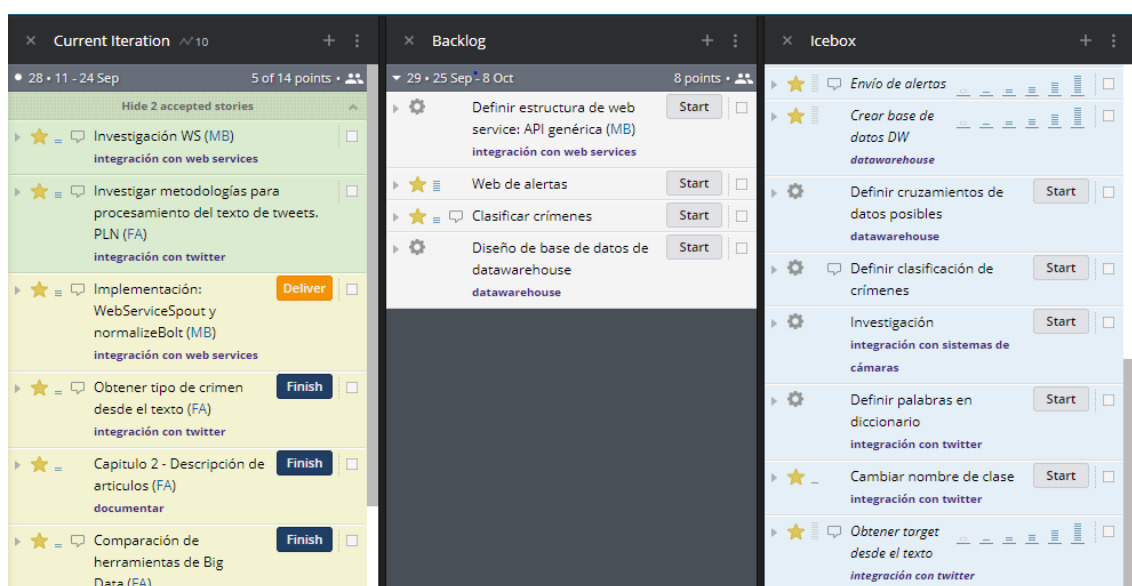 Current Iteration 10
28 • 11 - 24 Sep 5 of 14 points •
Hide 2 accepted stories
Investigación WS (MB)
integración con web services
Investigar metodologías para
procesamiento del texto de tweets.
PLN (FA)
integración con twitter
Implementación: Deliver
WebServiceSpout y
normalizeBolt (MB)
integración con web services
Obtener tipo de crimen Finish
desde el texto (FA)
integración con twitter
Capitulo 2 - Descripción de Finish
articulos (FA)
documentar
Comparación de Finish
herramientas de Big
Data (FA)
Backlog
29 • 25 Sep - 8 Oct 8 points •
Definir estructura de web Start
service: API genérica (MB)
integración con web services
Web de alertas Start
Clasificar crímenes Start
Diseño de base de datos de Start
datawarehouse
datawarehouse
Icebox
Envío de alertas
Crear base de
datos DW
datawarehouse
Definir cruzamientos de Start
datos posibles
datawarehouse
Definir clasificación de Start
crímenes
Investigación Start
integración con sistemas de
cámaras
Definir palabras en Start
diccionario
integración con twitter
Cambiar nombre de clase Start
integración con twitter
Obtener target
desde el texto
integración con twitter